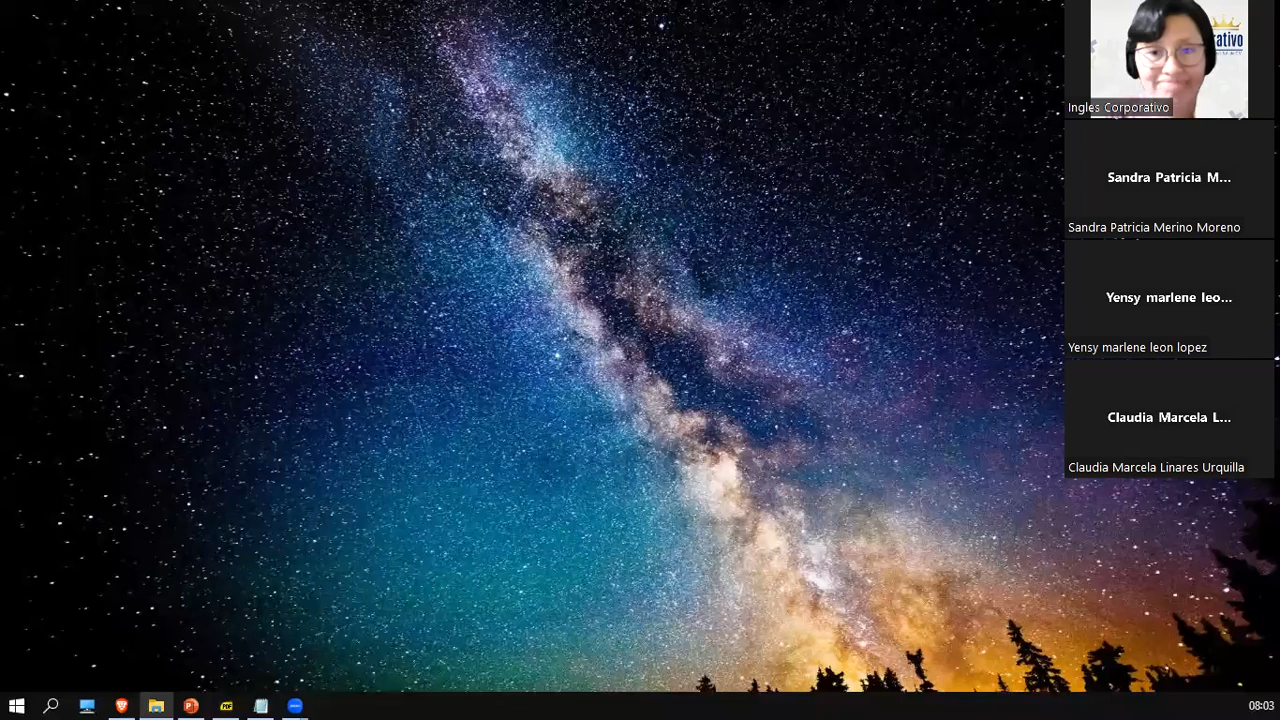 rativo
Ingles Corporativo
Sandra Patricia M...
Sandra Patricia Merino Moreno
Yensy marlene leo...
Yensy marlene leon lopez
Claudia Marcela L...
Claudia Marcela Linares Urquilla
PDF
08:03